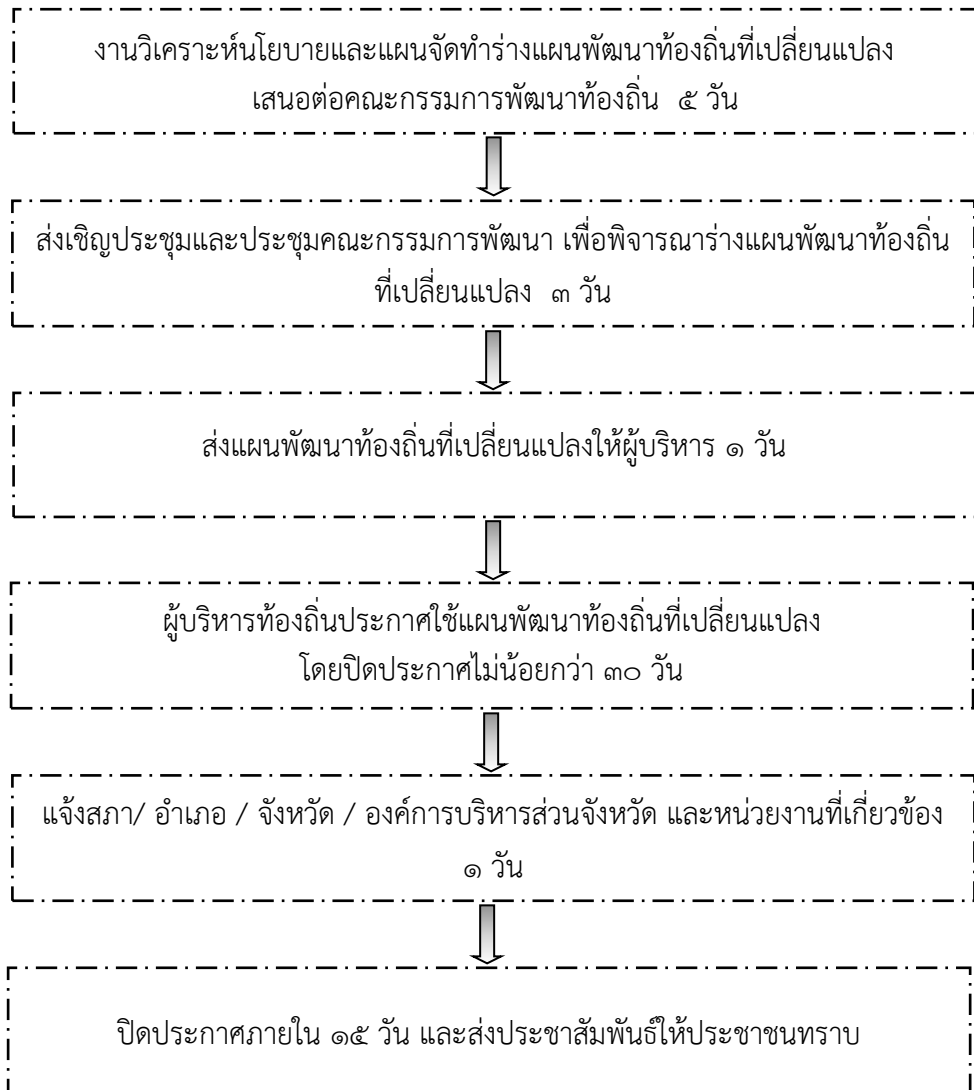 งานวิเคราะห์นโยบายและแผนจัดทำร่างแผนพัฒนาท้องถิ่นที่เปลี่ยนแปลง
เสนอต่อคณะกรรมการพัฒนาท้องถิ่น ๕ วัน
ส่งเชิญประชุมและประชุมคณะกรรมการพัฒนา เพื่อพิจารณาร่างแผนพัฒนาท้องถิ่น
ที่เปลี่ยนแปลง ๓ วัน
ส่งแผนพัฒนาท้องถิ่นที่เปลี่ยนแปลงให้ผู้บริหาร ๑ วัน
ผู้บริหารท้องถิ่นประกาศใช้แผนพัฒนาท้องถิ่นที่เปลี่ยนแปลง
โดยปิดประกาศไม่น้อยกว่า ๓๐ วัน
แจ้งสภา/ อำเภอ / จังหวัด / องค์การบริหารส่วนจังหวัด และหน่วยงานที่เกี่ยวข้อง
๑ วัน
ปิดประกาศภายใน ๑๕ วัน และส่งประชาสัมพันธ์ให้ประชาชนทราบ